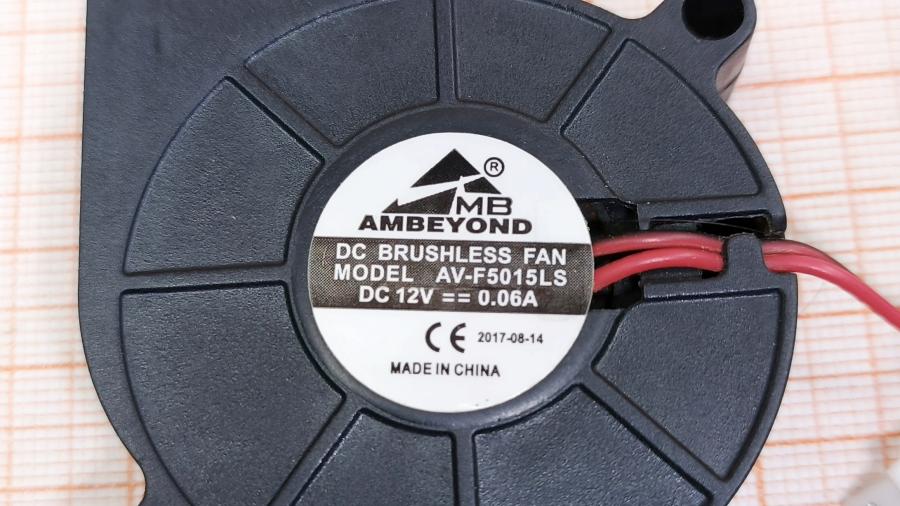 ®
MB
AMBEYOND
DC BRUSHLESS FAN
MODEL AV-F5015LS
DC 12V == 0.06A
CE 2017-08-14
MADE IN CHINA